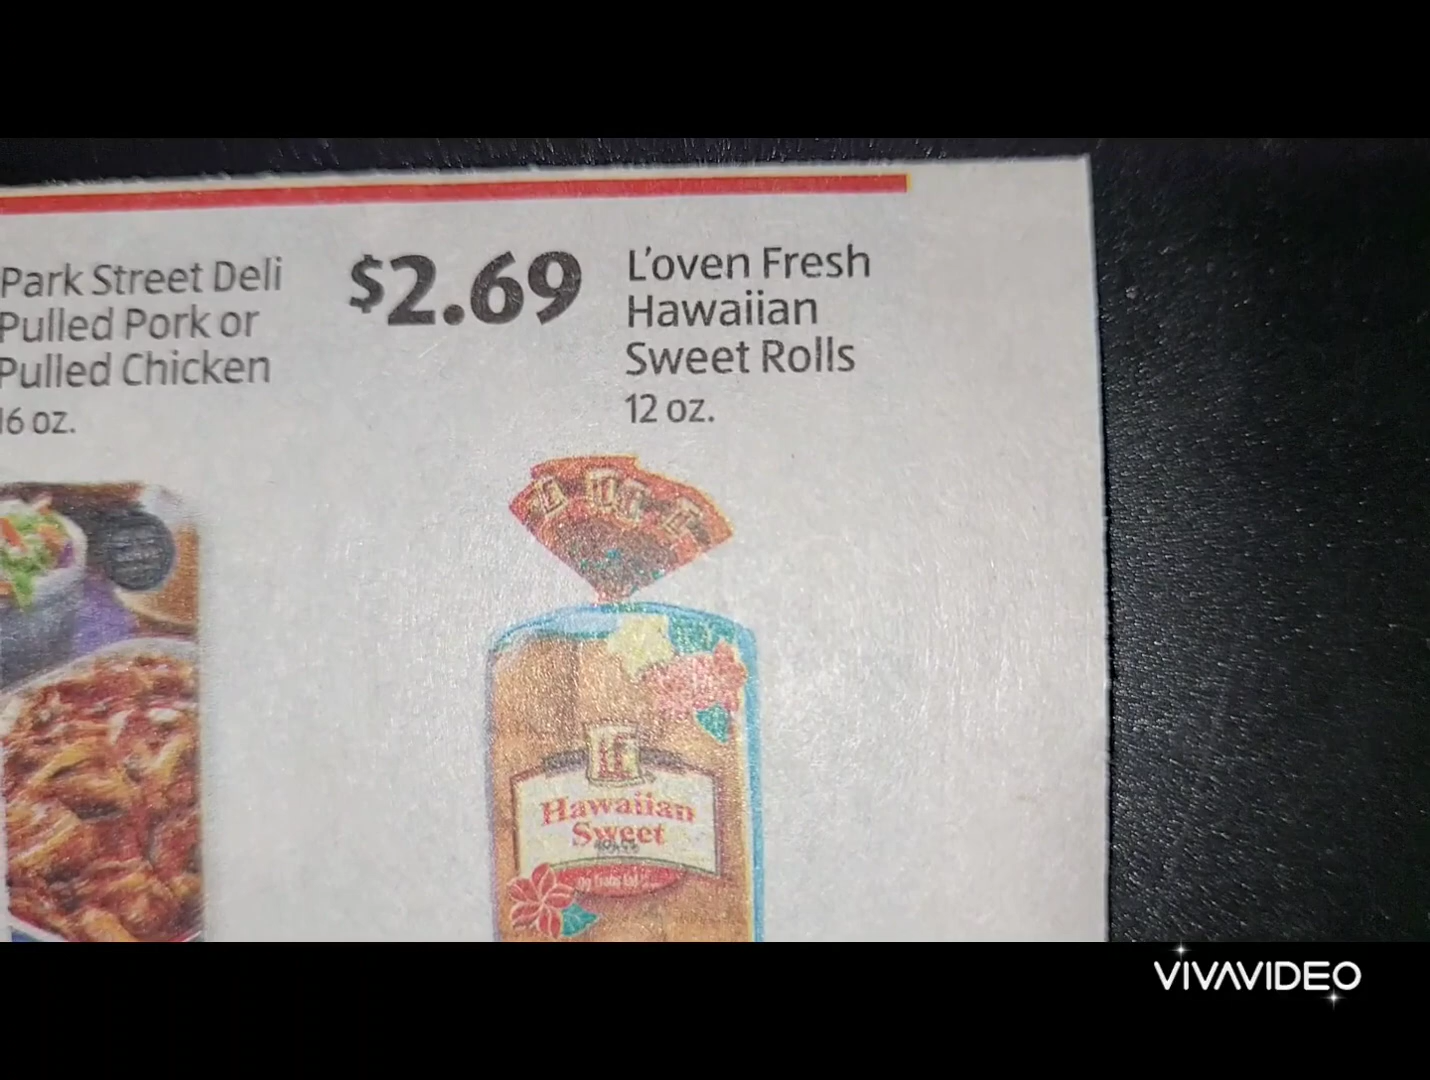 Park Street Deli
Pulled Pork or
Pulled Chicken
16 oz.
$2.69
L'oven Fresh
Hawaiian
Sweet Rolls
12 oz.
Hawaiian
Sweet
VIVAVIDEO